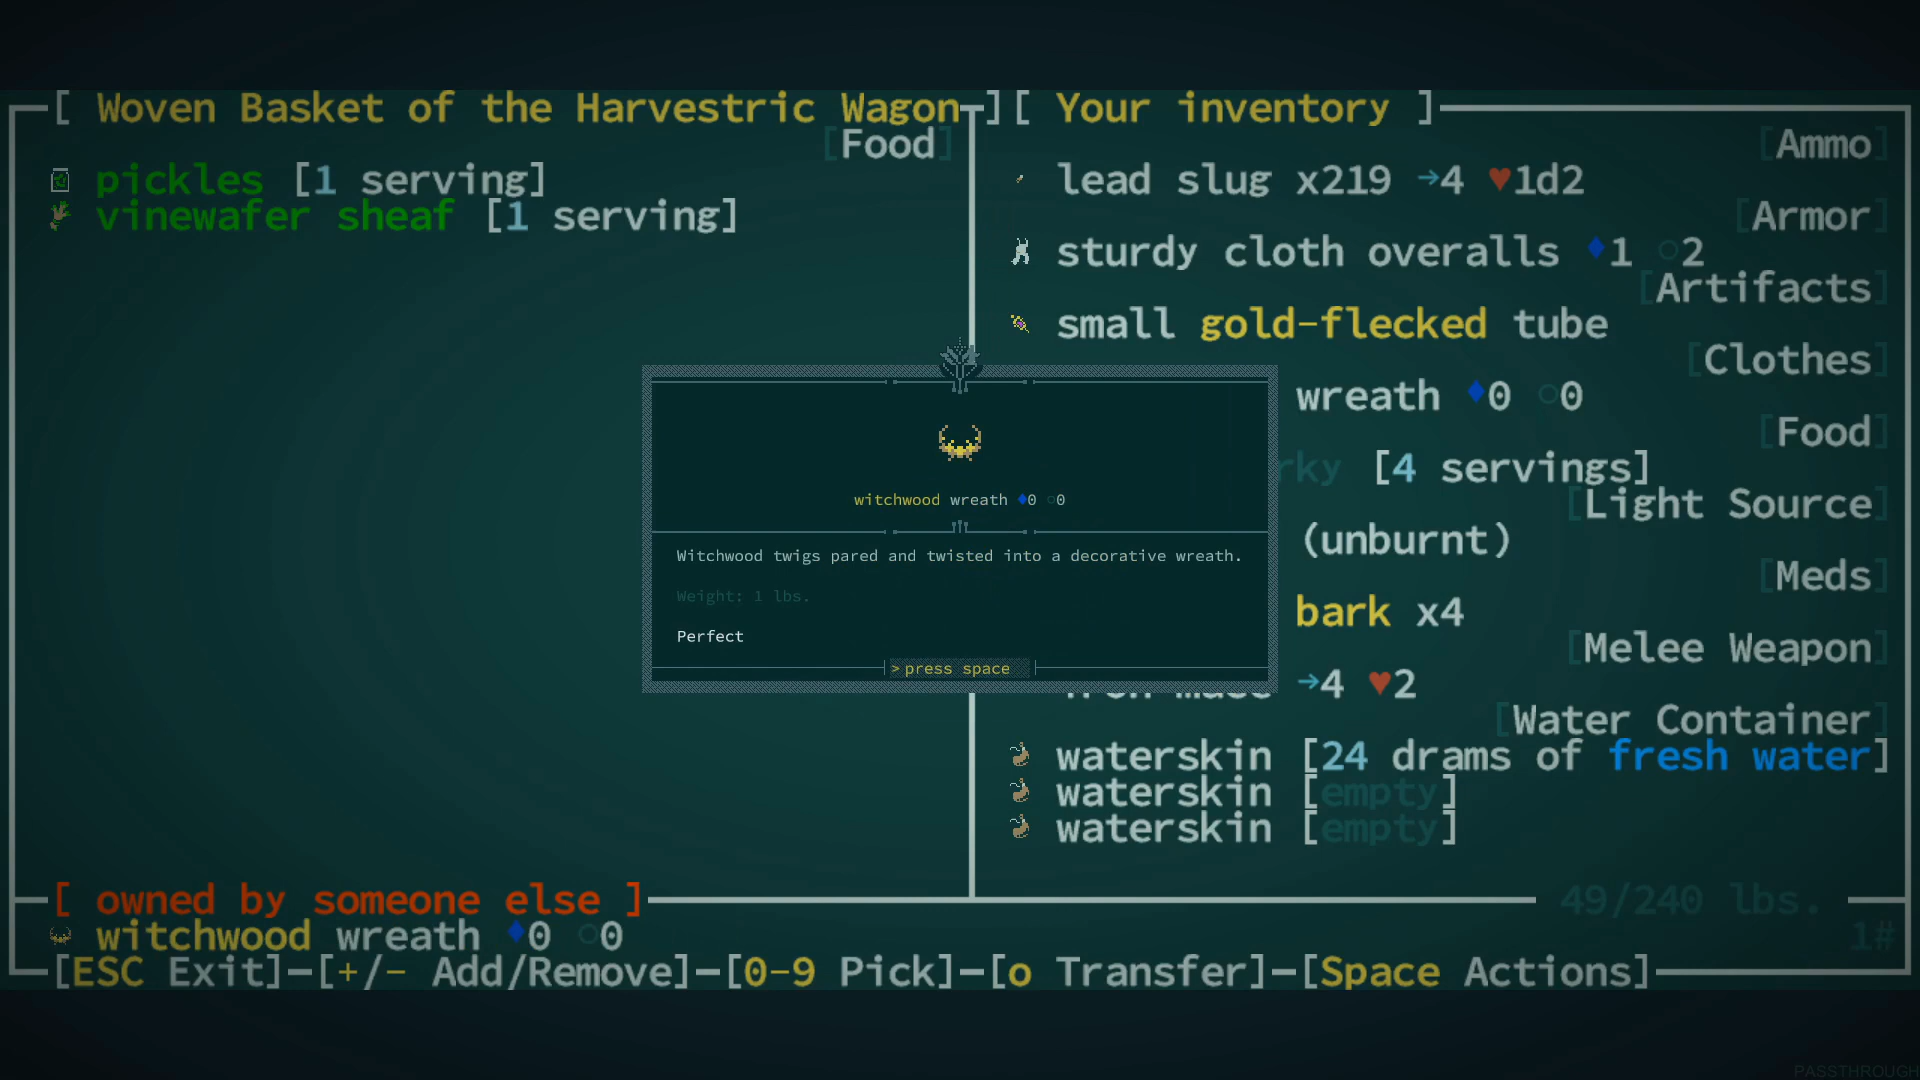 [ Woven Basket of the Harvestric Wagon ]
[Food]
pickles [1 serving]
vinewafer sheaf [1 serving]
[ Your inventory ]
[Ammo]
lead slug x219 →4 ♥1d2
[Armor]
sturdy cloth overalls ♦1 ○2
[Artifacts]
small gold-flecked tube
[Clothes]
wreath ♦0 ○0
[Food]
rky [4 servings]
[Light Source]
(unburnt)
[Meds]
bark x4
[Melee Weapon]
→4 ♥2
[Water Container]
waterskin [24 drams of fresh water]
waterskin [empty]
waterskin [empty]
witchwood wreath ♦0 ○0
Witchwood twigs pared and twisted into a decorative wreath.
Weight: 1 lbs.
Perfect
>press space
[ owned by someone else ]
49/240 lbs.
witchwood wreath ♦0 ○0
1#
[ESC Exit]-[+/- Add/Remove]-[0-9 Pick]-[o Transfer]-[Space Actions]
PASSTHROUGH